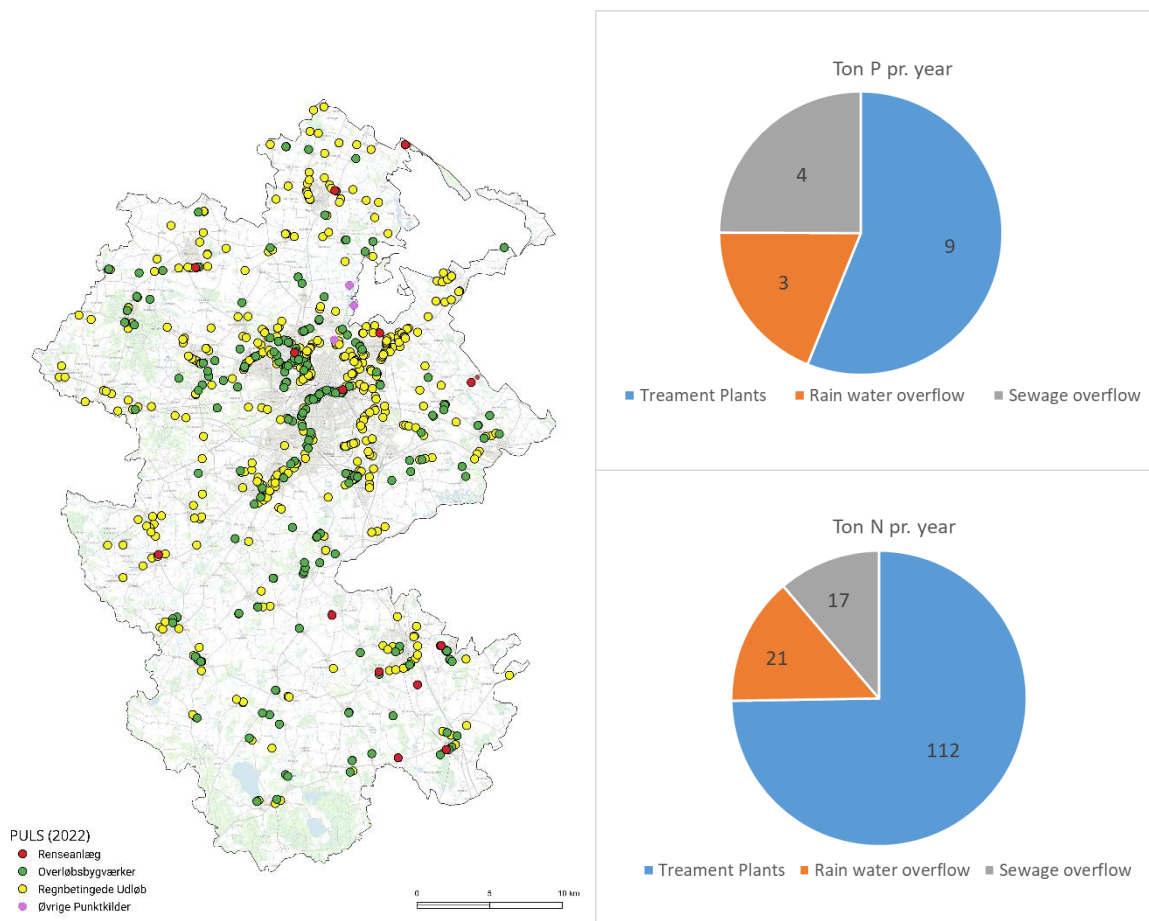 PULS (2022)
Renseanlæg
Overløbsbygværker
Regnbetingede Udløb
Øvrige Punktkilder
0 5 10 km
Ton P pr. year
4
9
3
Treament Plants Rain water overflow Sewage overflow
Ton N pr. year
17
21
112
Treament Plants Rain water overflow Sewage overflow